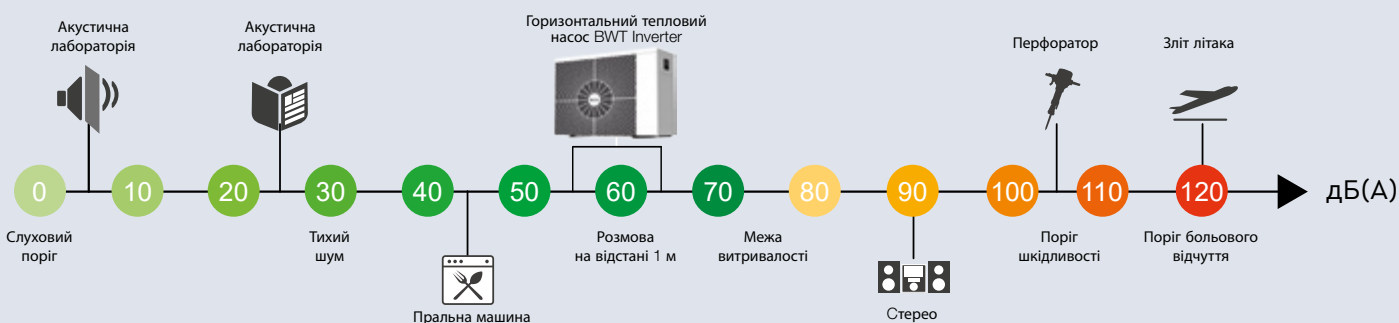 Акустична
лабораторія
Акустична
лабораторія
Горизонтальний тепловий
насос BWT Inverter
Перфоратор
Зліт літака
0
10
20
30
40
50
60
70
80
90
100
110
120
дБ(А)
Слуховий
поріг
Тихий
шум
Розмова
на відстані 1 м
Межа
витривалості
Поріг
шкідливості
Поріг больового
відчуття
Пральна машина
Стерео